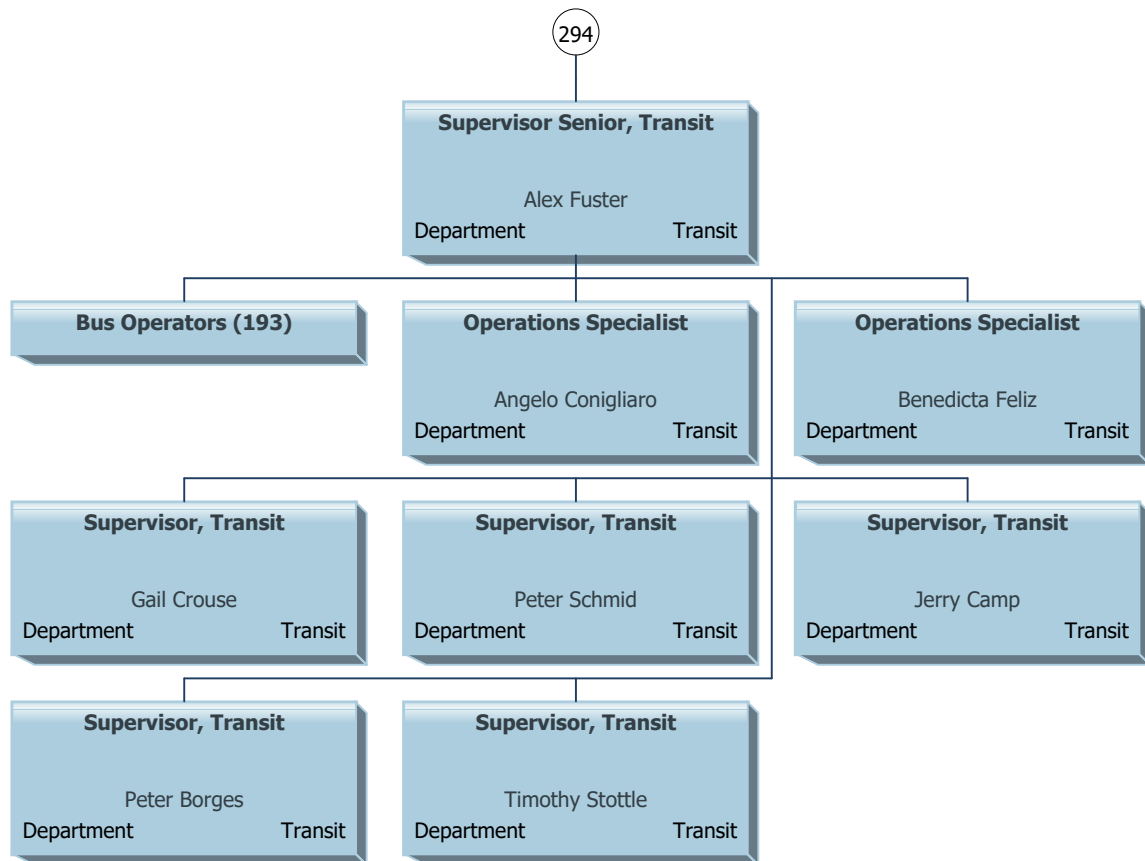 294
Supervisor Senior, Transit
Alex Fuster
Department Transit
Bus Operators (193)
Operations Specialist
Angelo Conigliaro
Department Transit
Operations Specialist
Benedicta Feliz
Department Transit
Supervisor, Transit
Gail Crouse
Department Transit
Supervisor, Transit
Peter Schmid
Department Transit
Supervisor, Transit
Jerry Camp
Department Transit
Supervisor, Transit
Peter Borges
Department Transit
Supervisor, Transit
Timothy Stottle
Department Transit